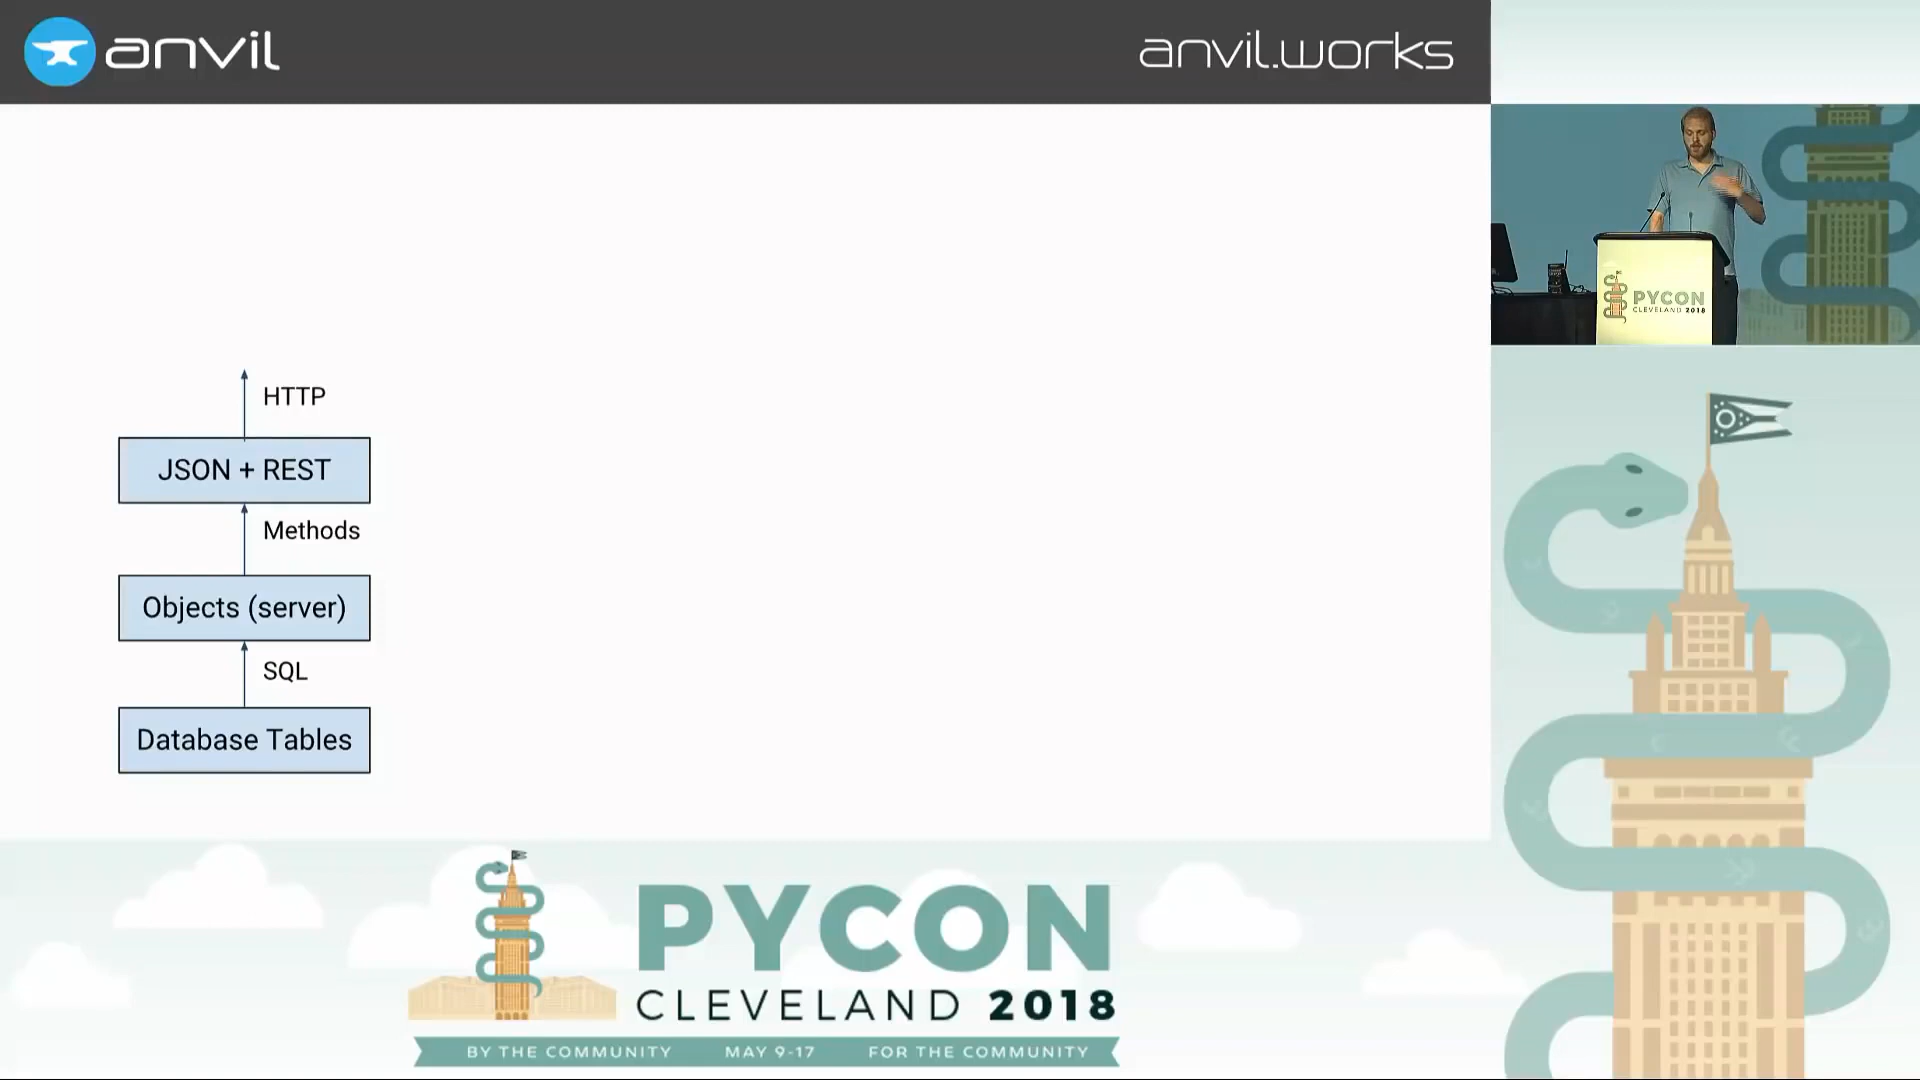 anvil
anvil.works
HTTP
JSON + REST
Methods
Objects (server)
SQL
Database Tables
PYCON
CLEVELAND 2018
PYCON
CLEVELAND 2018
BY THE COMMUNITY MAY 9-17 FOR THE COMMUNITY